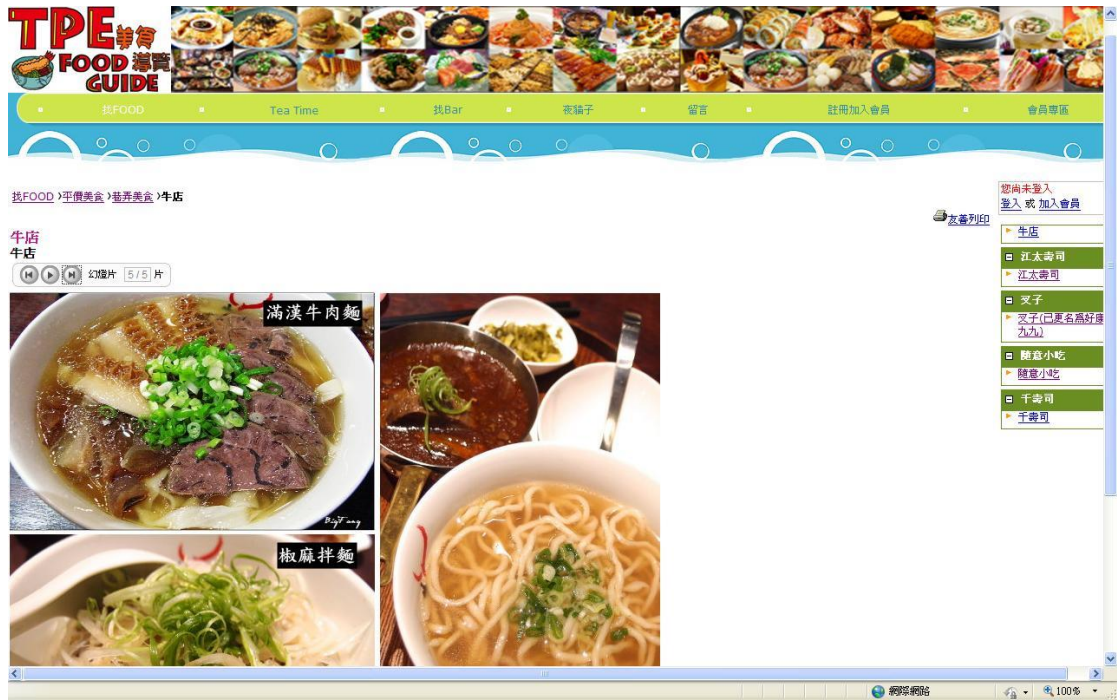 TPE美食
FOOD 導覽
GUIDE
找FOOD Tea Time 找Bar 夜貓子 留言 註冊加入會員 會員專區
找FOOD 〉平價美食 〉巷弄美食 〉牛店
友善列印
牛店
牛店
幻燈片 5/5 片
滿漢牛肉麵
BigFang
椒麻拌麵
您尚未登入
登入 或 加入會員
牛店
江太壽司
江太壽司
叉子
叉子(已更名為好康
九九)
隨意小吃
隨意小吃
千壽司
千壽司
網際網路 100%